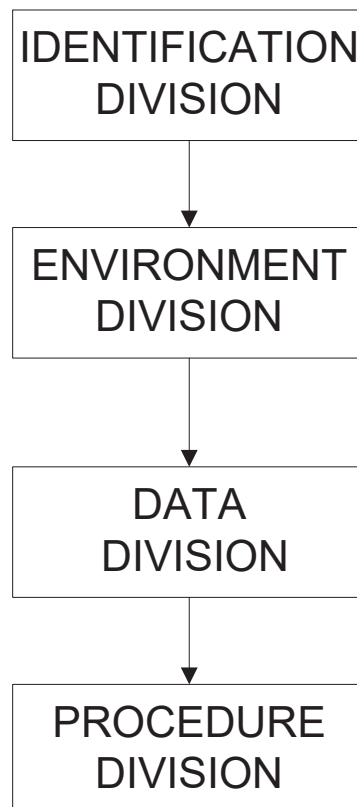 IDENTIFICATION
DIVISION
ENVIRONMENT
DIVISION
DATA
DIVISION
PROCEDURE
DIVISION